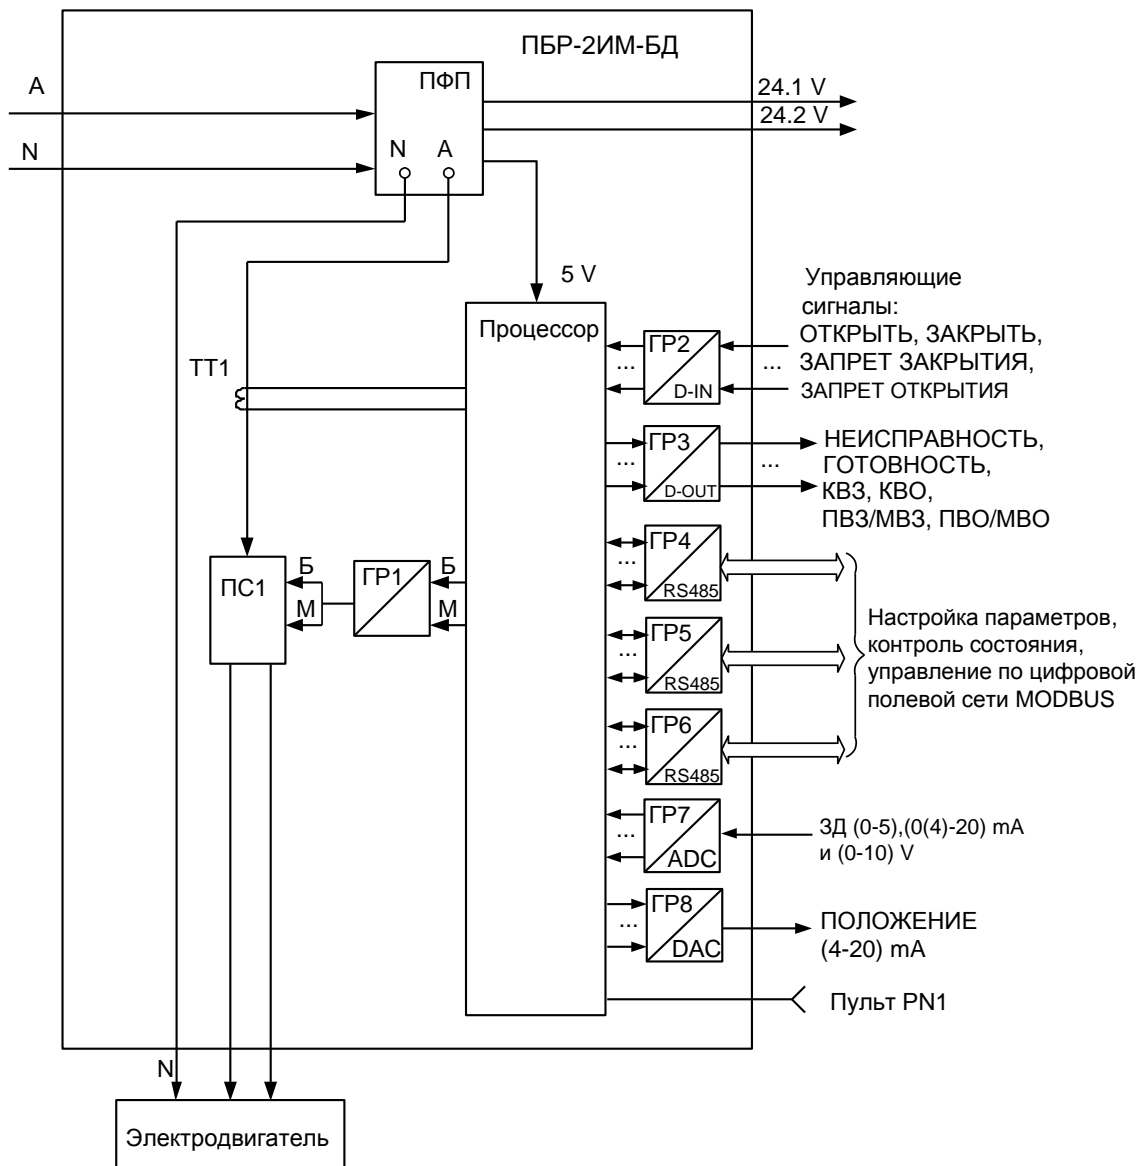 ПБР-2ИМ-БД
ПФП
A
N
N
A
24.1 V
24.2 V
5 V
Процессор
Управляющие
сигналы:
ОТКРЫТЬ, ЗАКРЫТЬ,
ЗАПРЕТ ЗАКРЫТИЯ,
ЗАПРЕТ ОТКРЫТИЯ
ГР2
...
D-IN
...
ТТ1
ГР3
...
D-OUT
...
НЕИСПРАВНОСТЬ,
ГОТОВНОСТЬ,
КВЗ, КВО,
ПВЗ/МВЗ, ПВО/МВО
ГР4
...
RS485
ПС1
Б
М
ГР1
Б
М
ГР5
...
RS485
Настройка параметров,
контроль состояния,
управление по цифровой
полевой сети MODBUS
ГР6
...
RS485
ГР7
...
ADC
ЗД (0-5),(0(4)-20) mA
и (0-10) V
ГР8
...
DAC
ПОЛОЖЕНИЕ
(4-20) mA
Пульт PN1
N
Электродвигатель